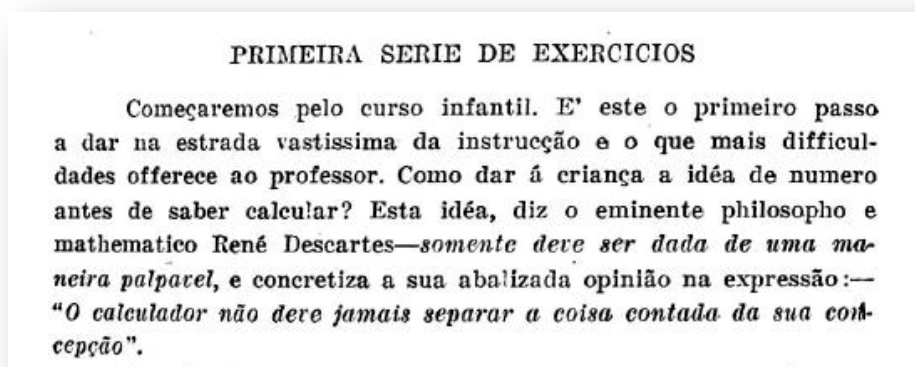 PRIMEIRA SERIE DE EXERCICIOS
Começaremos pelo curso infantil. E' este o primeiro passo
a dar na estrada vastissima da instrucção e o que mais difficul-
dades offerece ao professor. Como dar á criança a idéa de numero
antes de saber calcular? Esta idéa, diz o eminente philosopho e
mathematico René Descartes—somente deve ser dada de uma ma-
neira palpavel, e concretiza a sua abalizada opinião na expressão:—
"O calculador não deve jamais separar a coisa contada da sua con-
cepção".